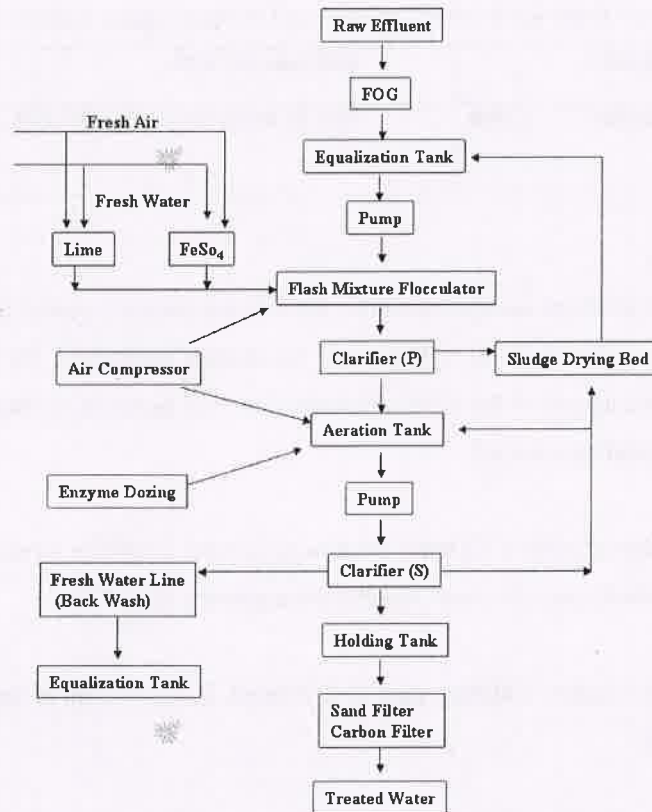 Raw Effluent
FOG
Fresh Air
Equalization Tank
Fresh Water
Pump
Lime
FeSo₄
Flash Mixture Flocculator
Clarifier (P)
Sludge Drying Bed
Air Compressor
Aeration Tank
Enzyme Dozing
Pump
Clarifier (S)
Fresh Water Line
(Back Wash)
Holding Tank
Equalization Tank
Sand Filter
Carbon Filter
Treated Water